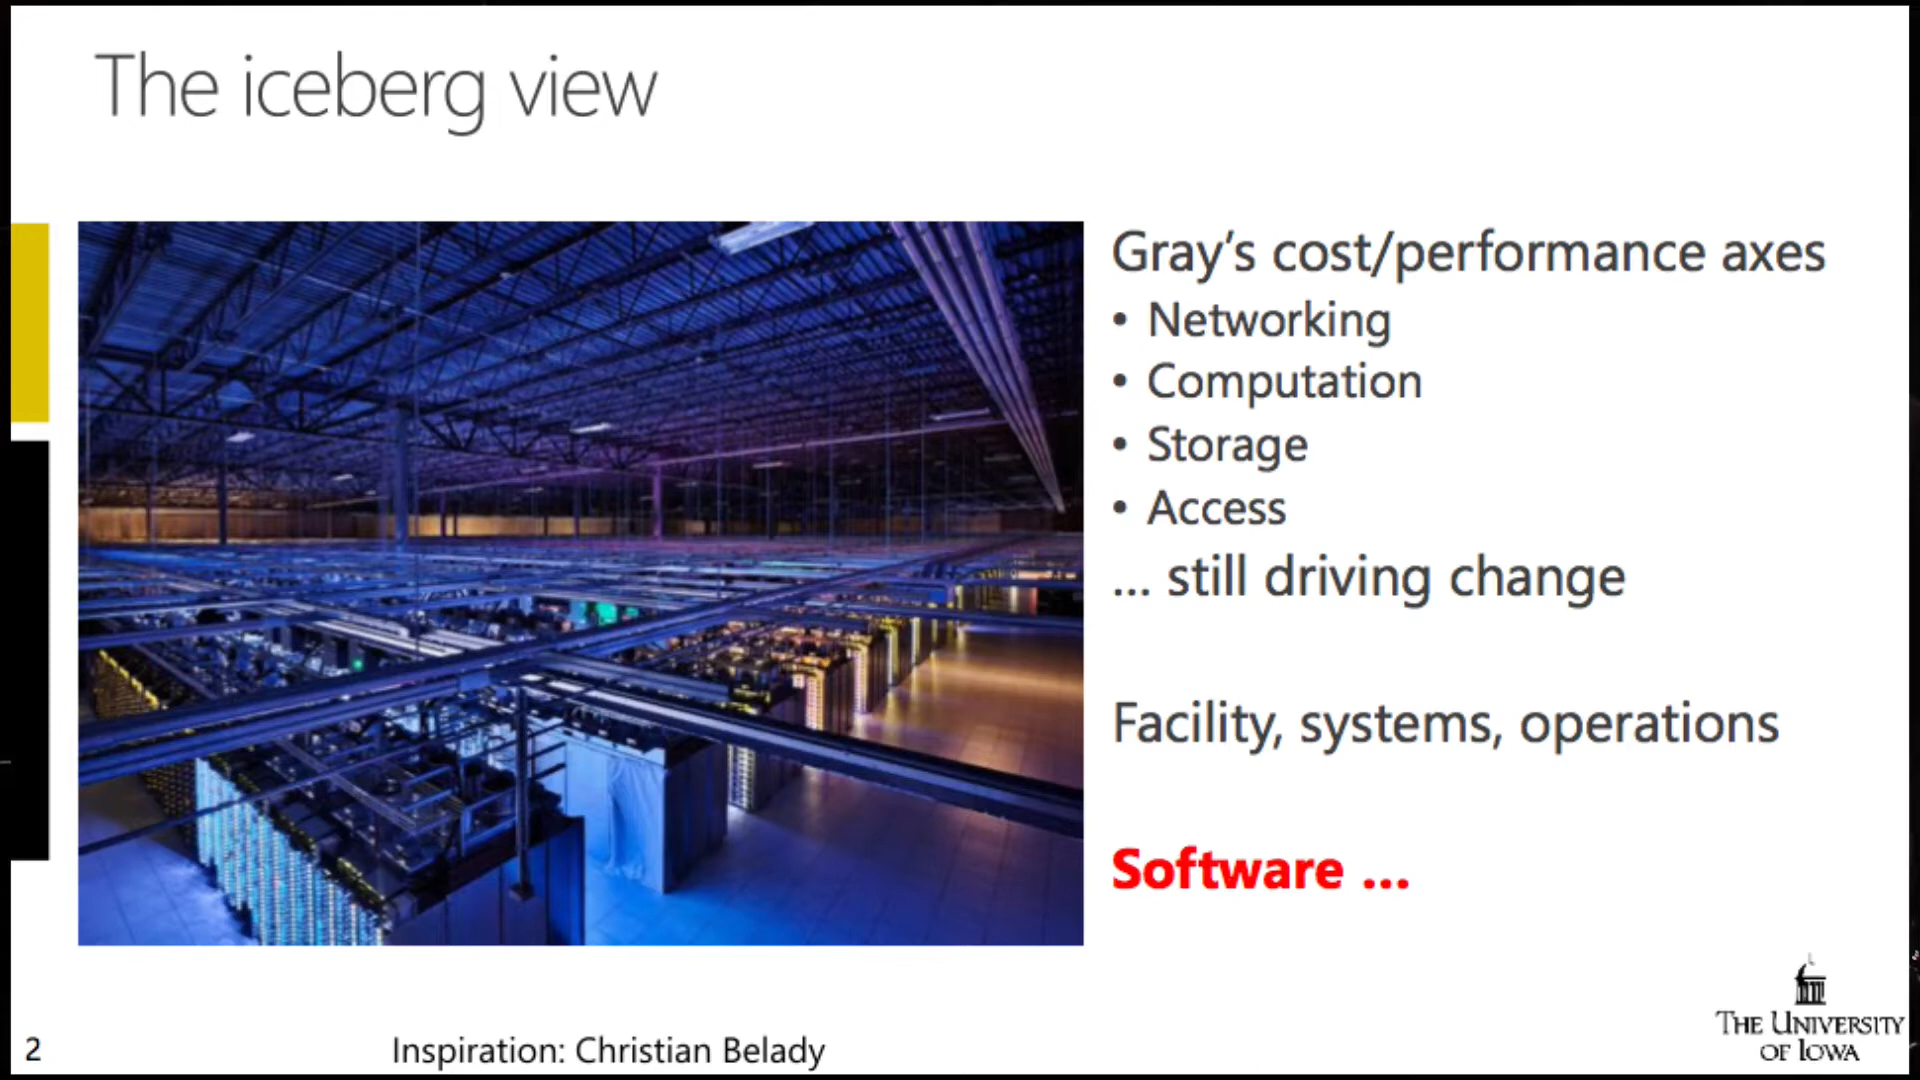 The iceberg view
Gray's cost/performance axes
• Networking
• Computation
• Storage
• Access
... still driving change
Facility, systems, operations
Software ...
2
Inspiration: Christian Belady
THE UNIVERSITY
OF IOWA